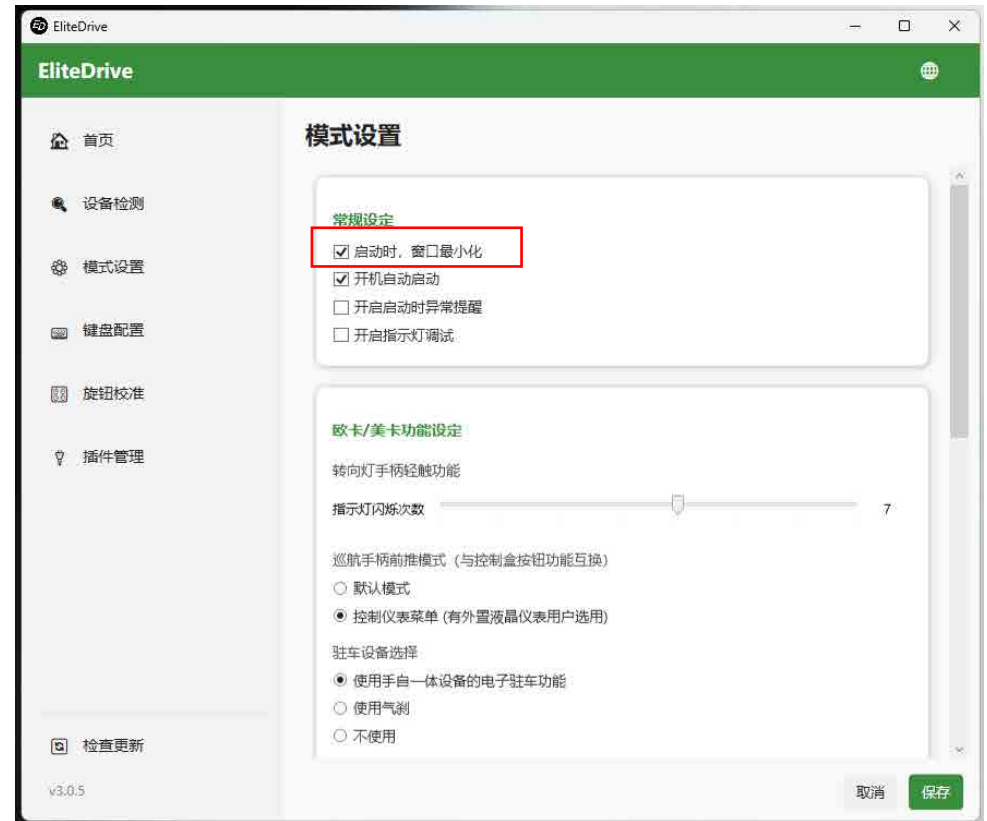 EliteDrive
EliteDrive
首页
设备检测
模式设置
键盘配置
旋钮校准
插件管理
检查更新
v3.0.5
模式设置
常规设定
启动时，窗口最小化
开机自动启动
开启启动时异常提醒
开启指示灯调试
欧卡/美卡功能设定
转向灯手柄轻触功能
指示灯闪烁次数 7
巡航手柄前推模式（与控制盒按钮功能互换）
默认模式
控制仪表菜单 (有外置液晶仪表用户选用)
驻车设备选择
使用手自一体设备的电子驻车功能
使用气刹
不使用
取消 保存